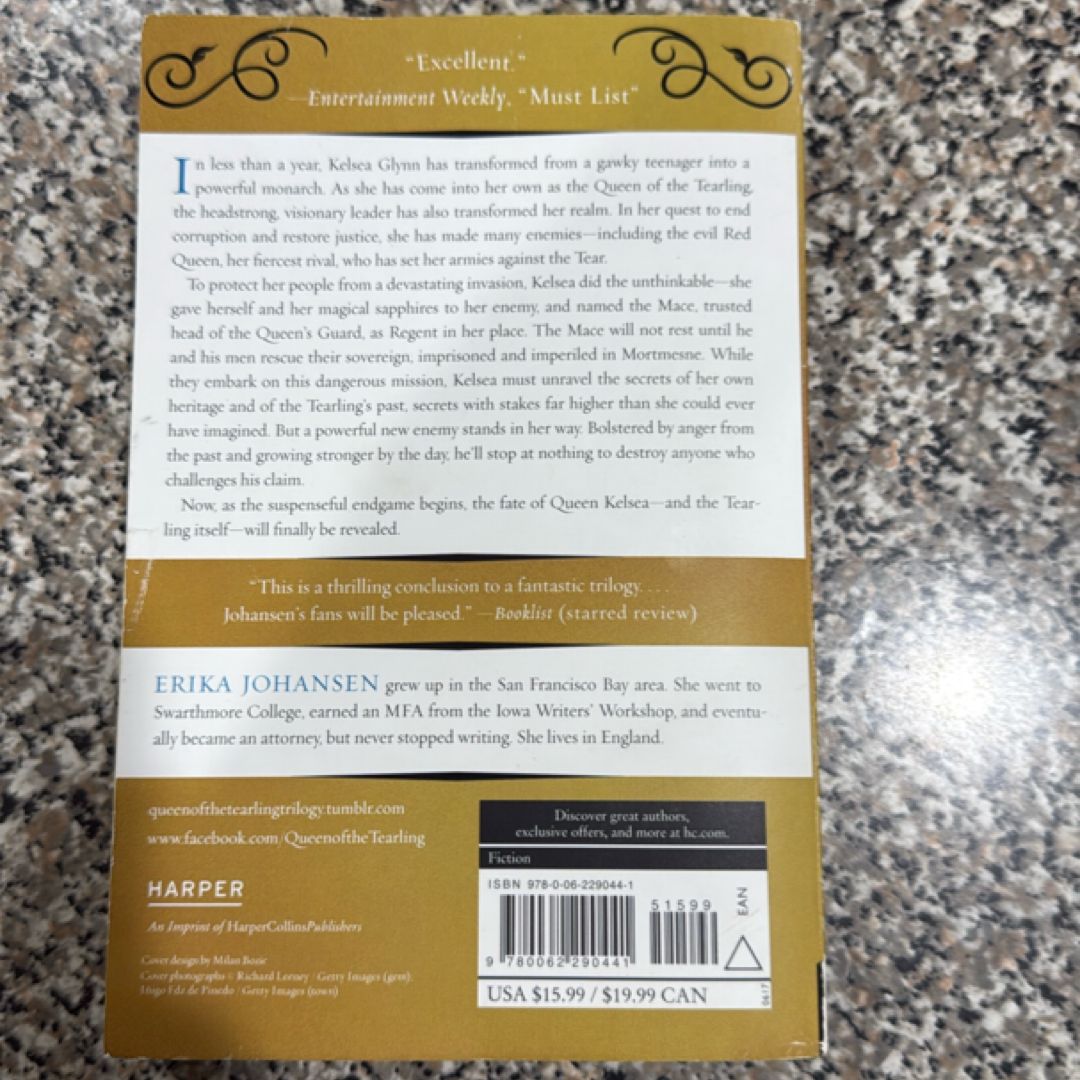 "Excellent."
—Entertainment Weekly, "Must List"
In less than a year, Kelsea Glynn has transformed from a gawky teenager into a
powerful monarch. As she has come into her own as the Queen of the Tearling,
the headstrong, visionary leader has also transformed her realm. In her quest to end
corruption and restore justice, she has made many enemies—including the evil Red
Queen, her fiercest rival, who has set her armies against the Tear.
To protect her people from a devastating invasion, Kelsea did the unthinkable—she
gave herself and her magical sapphires to her enemy, and named the Mace, trusted
head of the Queen's Guard, as Regent in her place. The Mace will not rest until he
and his men rescue their sovereign, imprisoned and imperiled in Mortmesne. While
they embark on this dangerous mission, Kelsea must unravel the secrets of her own
heritage and of the Tearling's past, secrets with stakes far higher than she could ever
have imagined. But a powerful new enemy stands in her way. Bolstered by anger from
the past and growing stronger by the day, he'll stop at nothing to destroy anyone who
challenges his claim.
Now, as the suspenseful endgame begins, the fate of Queen Kelsea—and the Tear-
ling itself—will finally be revealed.
"This is a thrilling conclusion to a fantastic trilogy. . . .
Johansen's fans will be pleased." —Booklist (starred review)
ERIKA JOHANSEN grew up in the San Francisco Bay area. She went to
Swarthmore College, earned an MFA from the Iowa Writers' Workshop, and eventu-
ally became an attorney, but never stopped writing. She lives in England.
queenofthetearlingtrilogy.tumblr.com
www.facebook.com/QueenoftheTearling
HARPER
An Imprint of HarperCollinsPublishers
Cover design by Milan Bozic
Cover photographs © Richard Loresay / Getty Images (gem);
Hugo Fdz de Pinedo / Getty Images (town)
Discover great authors,
exclusive offers, and more at hc.com.
Fiction
ISBN 978-0-06-229044-1
51599
EAN
9 780062 290441
USA $15.99 / $19.99 CAN
0617